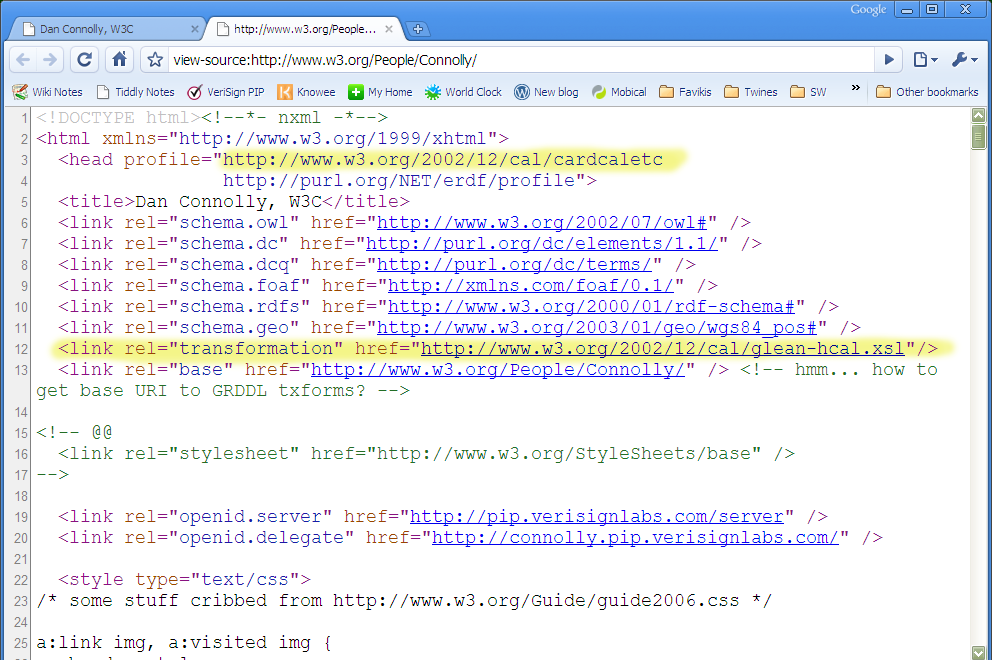 Google
Dan Connolly, W3C
http://www.w3.org/People...
view-source:http://www.w3.org/People/Connolly/
Wiki Notes
Tiddly Notes
VeriSign PIP
Knowee
My Home
World Clock
New blog
Mobical
Favikis
Twines
SW
»
Other bookmarks
1 <!DOCTYPE html><!--*- nxml -*-->
2 <html xmlns="http://www.w3.org/1999/xhtml">
3 <head profile="http://www.w3.org/2002/12/cal/cardcaletc
4 http://purl.org/NET/erdf/profile">
5 <title>Dan Connolly, W3C</title>
6 <link rel="schema.owl" href="http://www.w3.org/2002/07/owl#" />
7 <link rel="schema.dc" href="http://purl.org/dc/elements/1.1/" />
8 <link rel="schema.dcq" href="http://purl.org/dc/terms/" />
9 <link rel="schema.foaf" href="http://xmlns.com/foaf/0.1/" />
10 <link rel="schema.rdfs" href="http://www.w3.org/2000/01/rdf-schema#" />
11 <link rel="schema.geo" href="http://www.w3.org/2003/01/geo/wgs84_pos#" />
12 <link rel="transformation" href="http://www.w3.org/2002/12/cal/glean-hcal.xsl"/>
13 <link rel="base" href="http://www.w3.org/People/Connolly/" /> <!-- hmm... how to
get base URI to GRDDL txforms? -->
14
15 <!-- @@
16 <link rel="stylesheet" href="http://www.w3.org/StyleSheets/base" />
17 -->
18
19 <link rel="openid.server" href="http://pip.verisignlabs.com/server" />
20 <link rel="openid.delegate" href="http://connolly.pip.verisignlabs.com/" />
21
22 <style type="text/css">
23 /* some stuff cribbed from http://www.w3.org/Guide/guide2006.css */
24
25 a:link img, a:visited img {